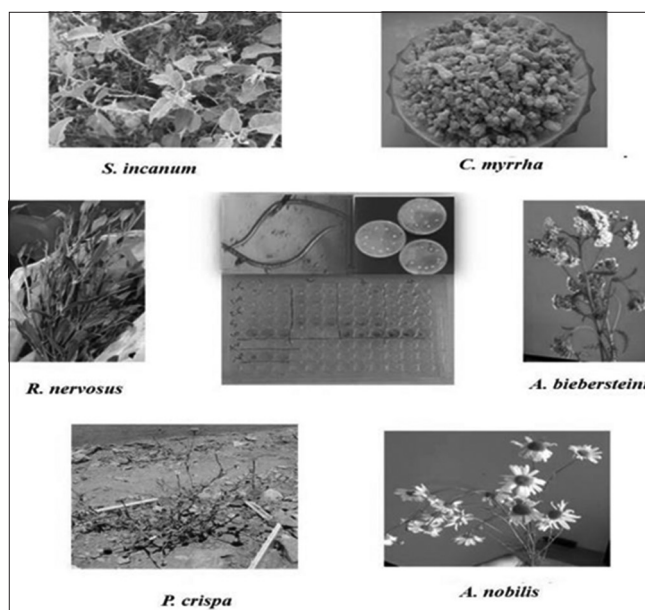 S. incanum
C. myrrha
R. nervosus
A. biebersteini
P. crispa
A. nobilis